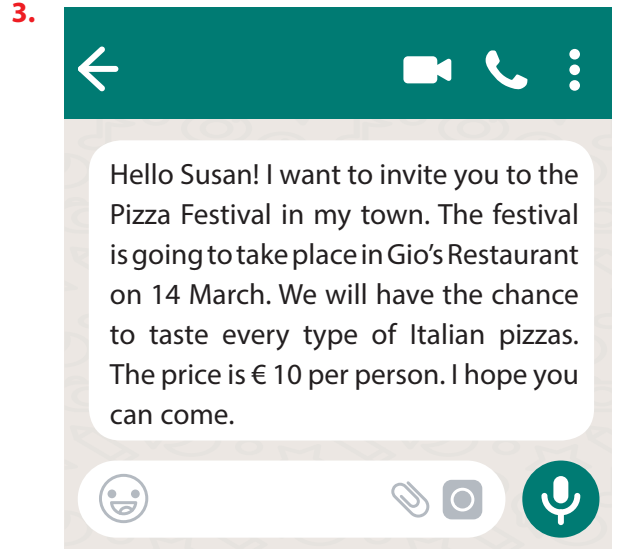 3.
Hello Susan! I want to invite you to the
Pizza Festival in my town. The festival
is going to take place in Gio's Restaurant
on 14 March. We will have the chance
to taste every type of Italian pizzas.
The price is € 10 per person. I hope you
can come.